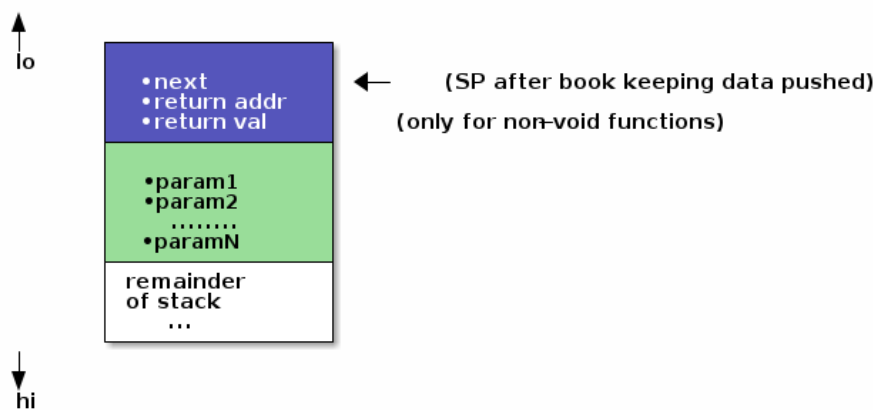 lo
•next
(SP after book keeping data pushed)
•return addr
•return val
(only for non-void functions)
•param1
•param2
........
•paramN
remainder
of stack
...
hi